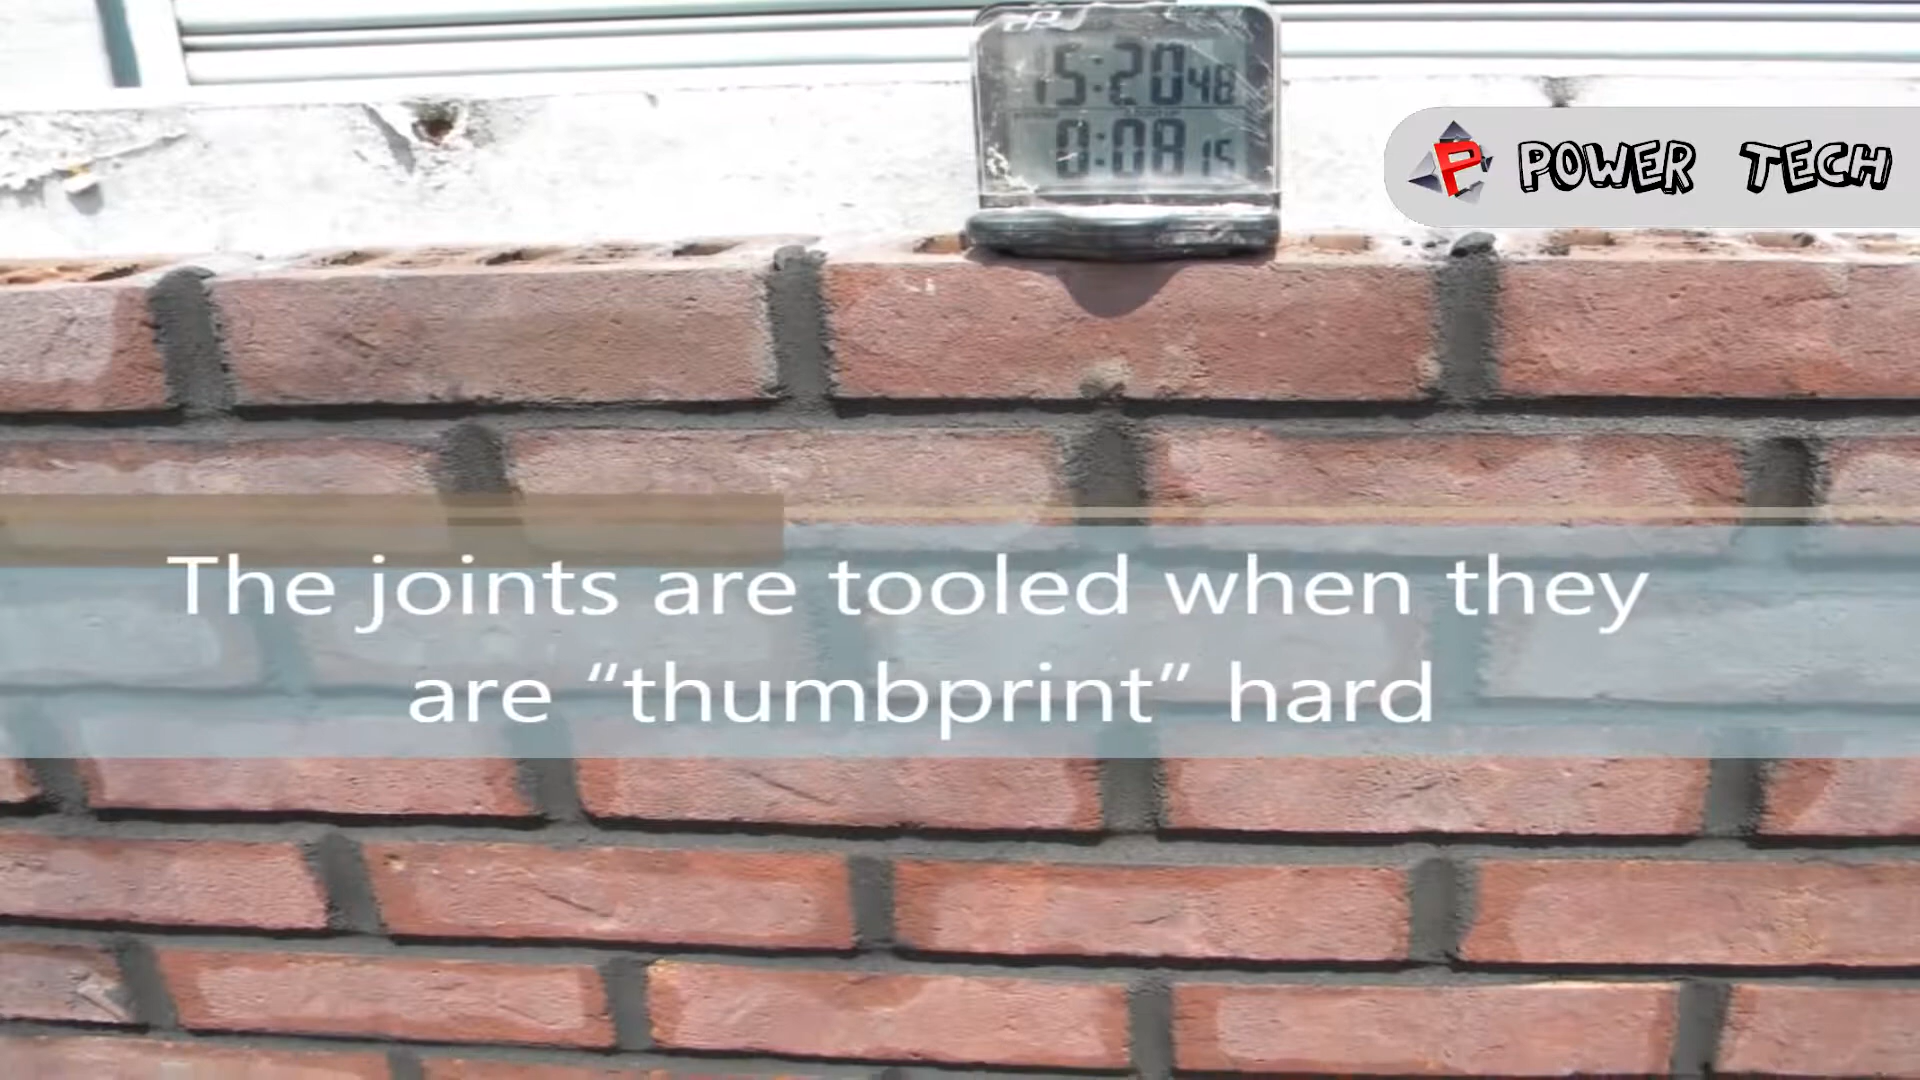 15:20 48
0:08 15
POWER TECH
The joints are tooled when they
are “thumbprint” hard